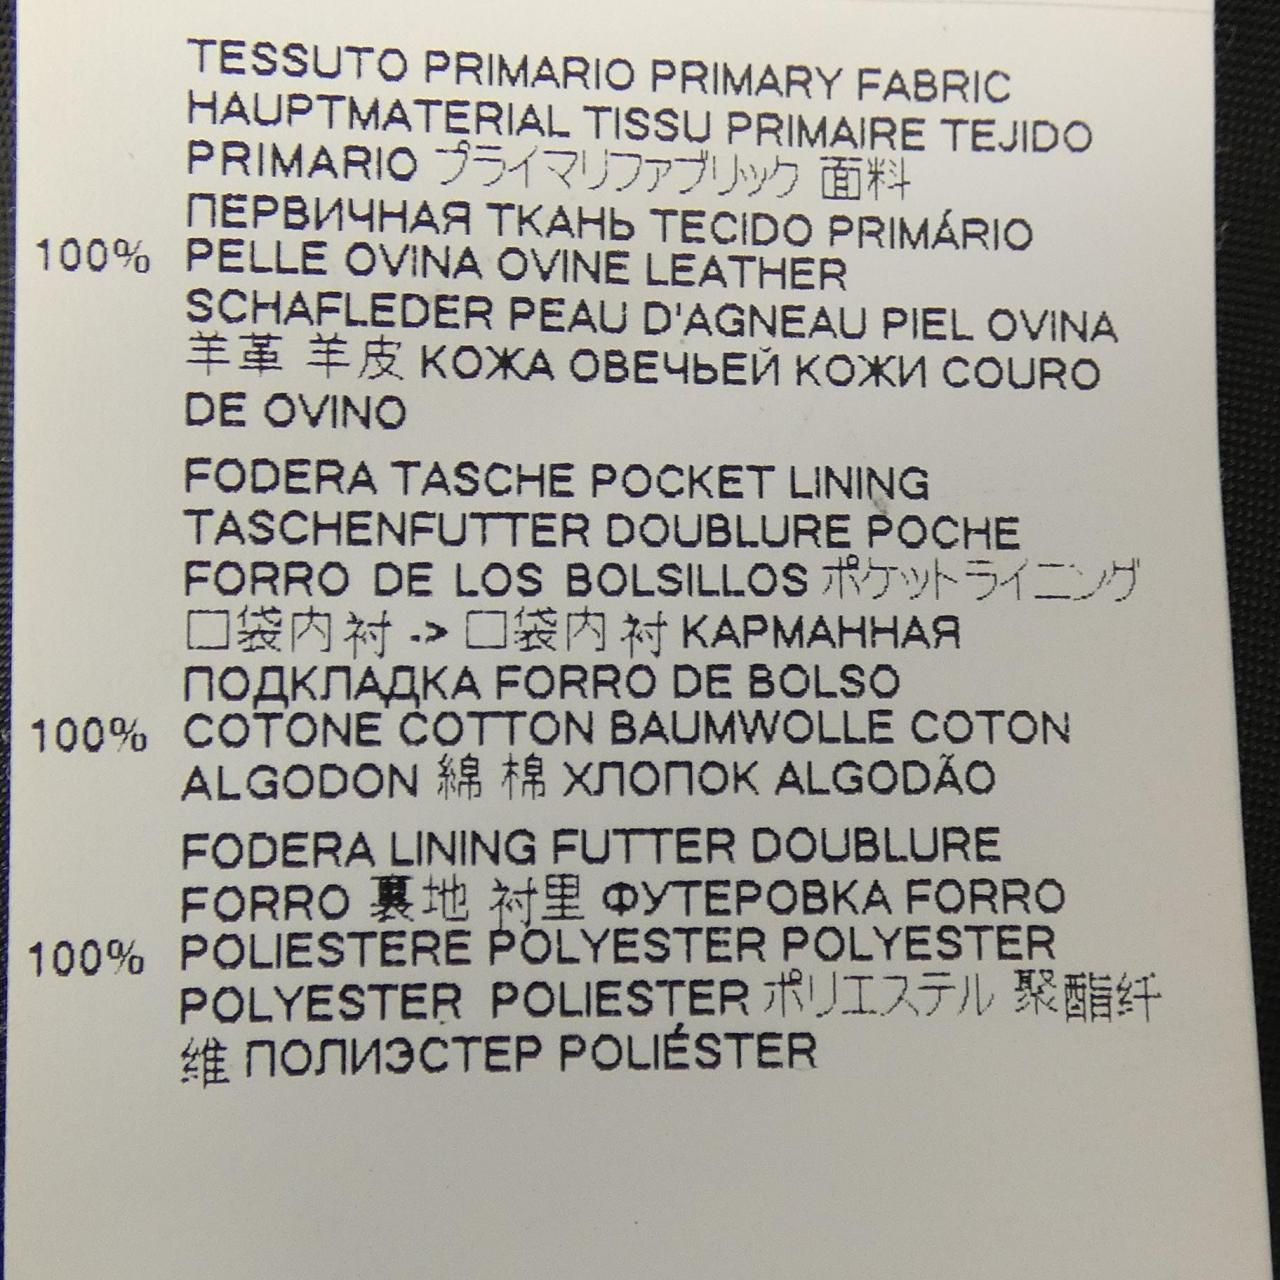 TESSUTO PRIMARIO PRIMARY FABRIC
HAUPTMATERIAL TISSU PRIMAIRE TEJIDO
PRIMARIO プライマリファブリック 面料
ПЕРВИЧНАЯ ТКАНЬ TECIDO PRIMÁRIO
100% PELLE OVINA OVINE LEATHER
SCHAFLEDER PEAU D'AGNEAU PIEL OVINA
羊革 羊皮 КОЖА ОВЕЧЬЕЙ КОЖИ COURO
DE OVINO
FODERA TASCHE POCKET LINING
TASCHENFUTTER DOUBLURE POCHE
FORRO DE LOS BOLSILLOS ポケットライニング
口袋内衬 -> 口袋内衬 КАРМАННАЯ
ПОДКЛАДКА FORRO DE BOLSO
100% COTONE COTTON BAUMWOLLE COTON
ALGODON 綿 棉 ХЛОПОК ALGODÃO
FODERA LINING FUTTER DOUBLURE
FORRO 裏地 衬里 ФУТЕРОВКА FORRO
100% POLIESTERE POLYESTER POLYESTER
POLYESTER POLIESTER ポリエステル 聚酯纤
维 ПОЛИЭСТЕР POLIÉSTER